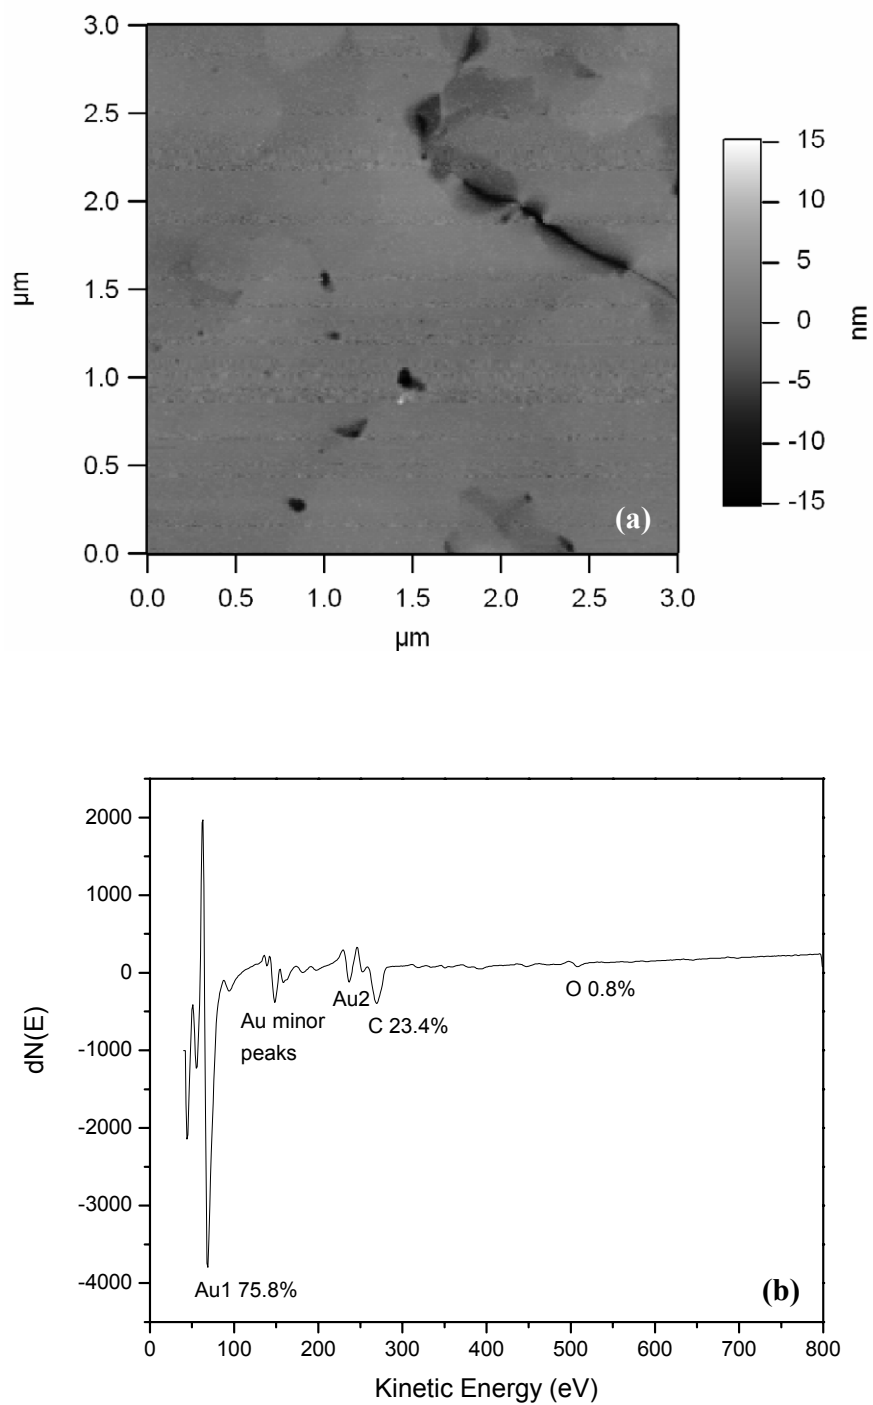 3.0
2.5
2.0
1.5
1.0
0.5
0.0
µm
0.0 0.5 1.0 1.5 2.0 2.5 3.0
µm
(a)
15
10
5
0
-5
-10
-15
nm
2000
1000
0
-1000
-2000
-3000
-4000
dN(E)
Au minor
peaks
Au2
C 23.4%
O 0.8%
Au1 75.8%
(b)
0 100 200 300 400 500 600 700 800
Kinetic Energy (eV)